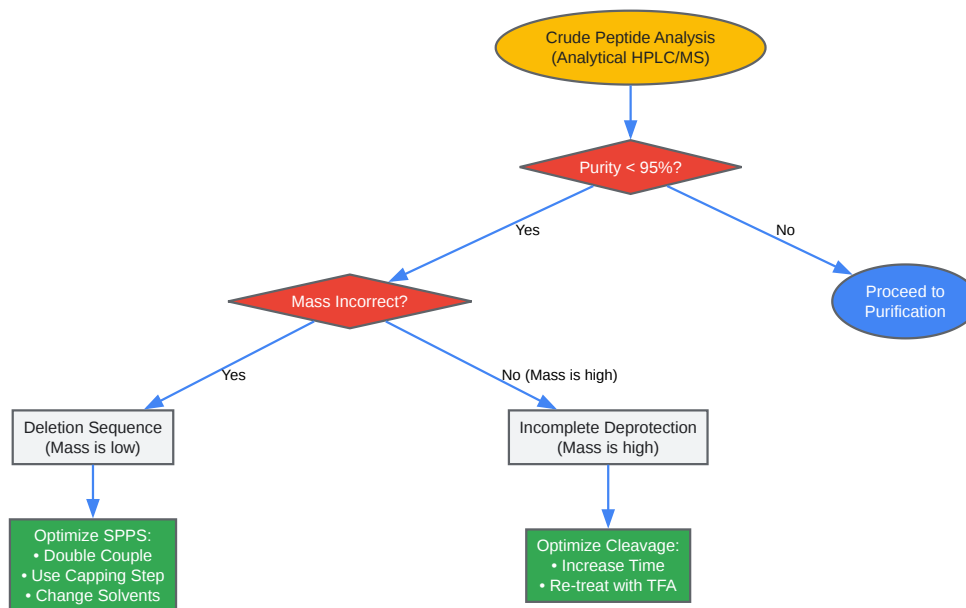 Crude Peptide Analysis
(Analytical HPLC/MS)
Purity < 95%?
Yes
No
Mass Incorrect?
Proceed to
Purification
Yes
No (Mass is high)
Deletion Sequence
(Mass is low)
Incomplete Deprotection
(Mass is high)
Optimize SPPS:
• Double Couple
• Use Capping Step
• Change Solvents
Optimize Cleavage:
• Increase Time
• Re-treat with TFA